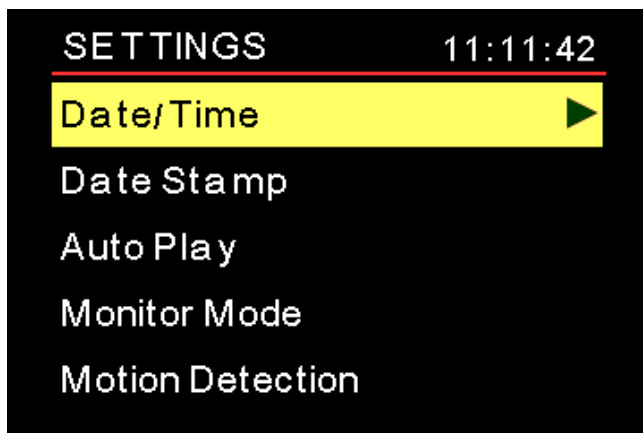 SETTINGS 11:11:42
Date/Time
Date Stamp
Auto Play
Monitor Mode
Motion Detection